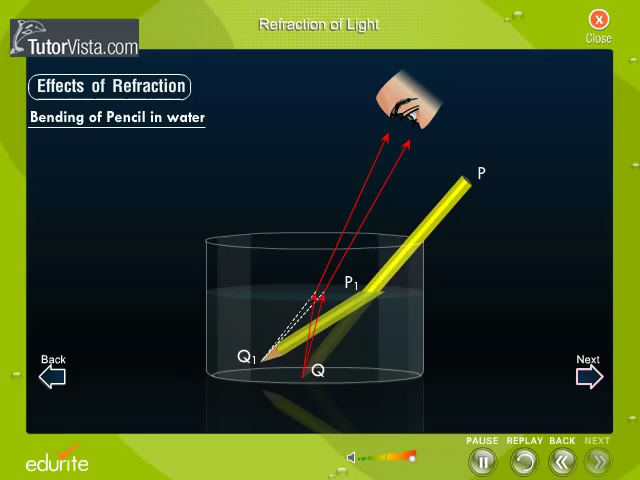 Refraction of Light
X
Close
TutorVista.com
Effects of Refraction
Bending of Pencil in water
P
P1
Q1
Q
Back
Next
PAUSE REPLAY BACK NEXT
edurite